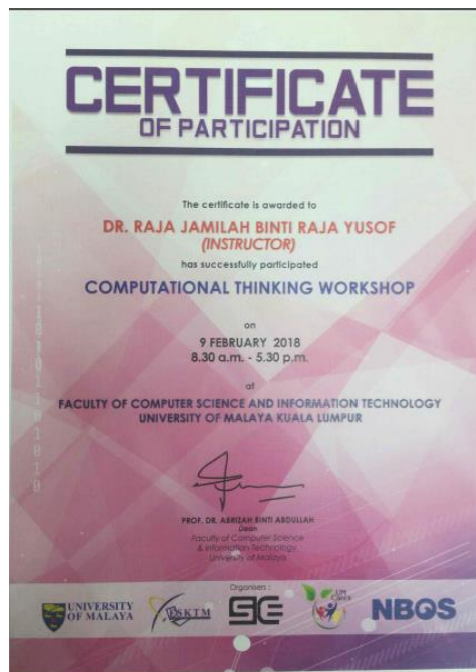 CERTIFICATE
OF PARTICIPATION
The certificate is awarded to
DR. RAJA JAMILAH BINTI RAJA YUSOF
(INSTRUCTOR)
has successfully participated
COMPUTATIONAL THINKING WORKSHOP
on
9 FEBRUARY 2018
8.30 a.m. - 5.30 p.m.
at
FACULTY OF COMPUTER SCIENCE AND INFORMATION TECHNOLOGY
UNIVERSITY OF MALAYA KUALA LUMPUR
PROF. DR. ABRIZAH BINTI ABDULLAH
Dean
Faculty of Computer Science
& Information Technology
University of Malaya
Organisers :
UNIVERSITY
OF MALAYA
FSKTM
UM
Cares
NBOS